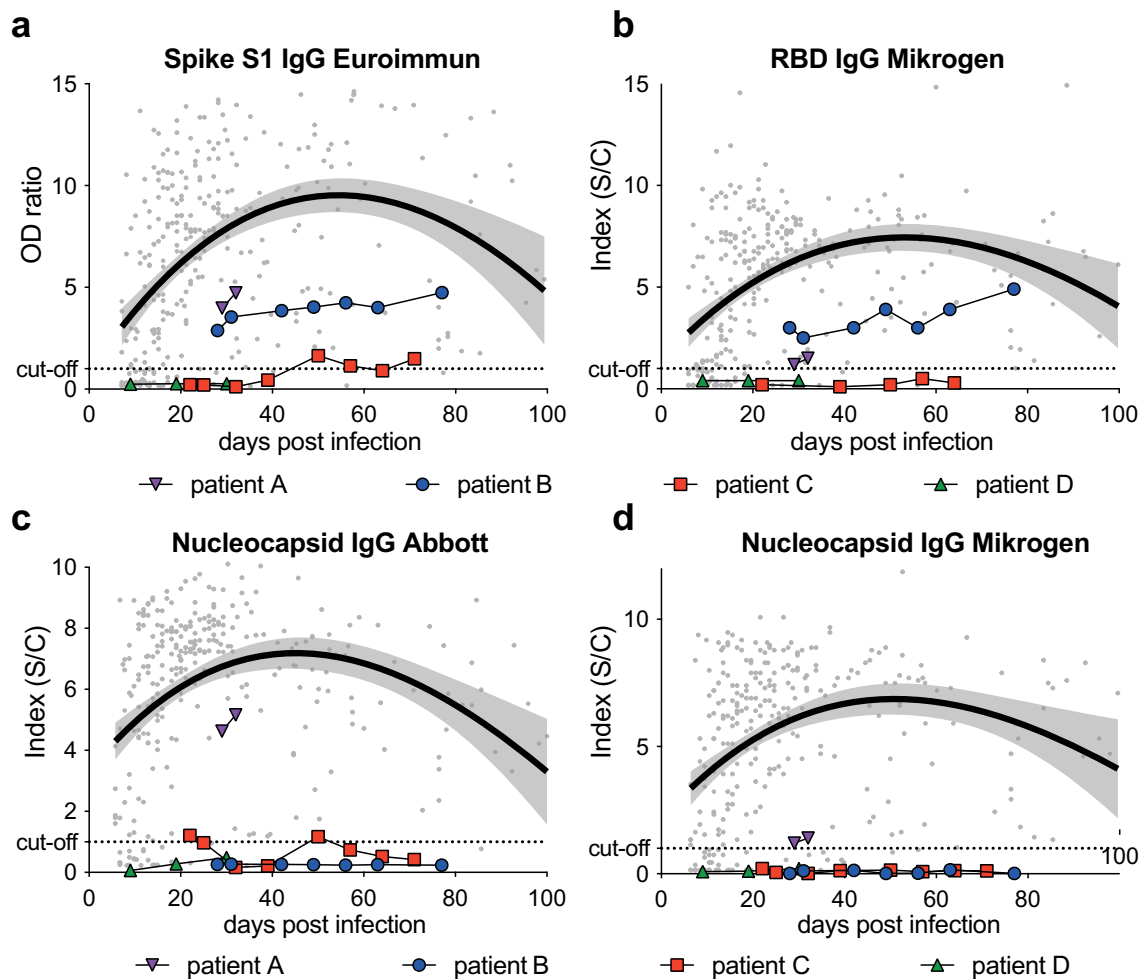 a
Spike S1 IgG Euroimmun
15
10
5
cut-off
0
OD ratio
0 20 40 60 80 100
days post infection
b
RBD IgG Mikrogen
15
10
5
cut-off
0
Index (S/C)
0 20 40 60 80 100
days post infection
patient A patient B patient C patient D
c
Nucleocapsid IgG Abbott
10
8
6
4
2
cut-off
0
Index (S/C)
0 20 40 60 80 100
days post infection
d
Nucleocapsid IgG Mikrogen
10
5
cut-off
0
Index (S/C)
0 20 40 60 80 100
days post infection
patient A patient B patient C patient D